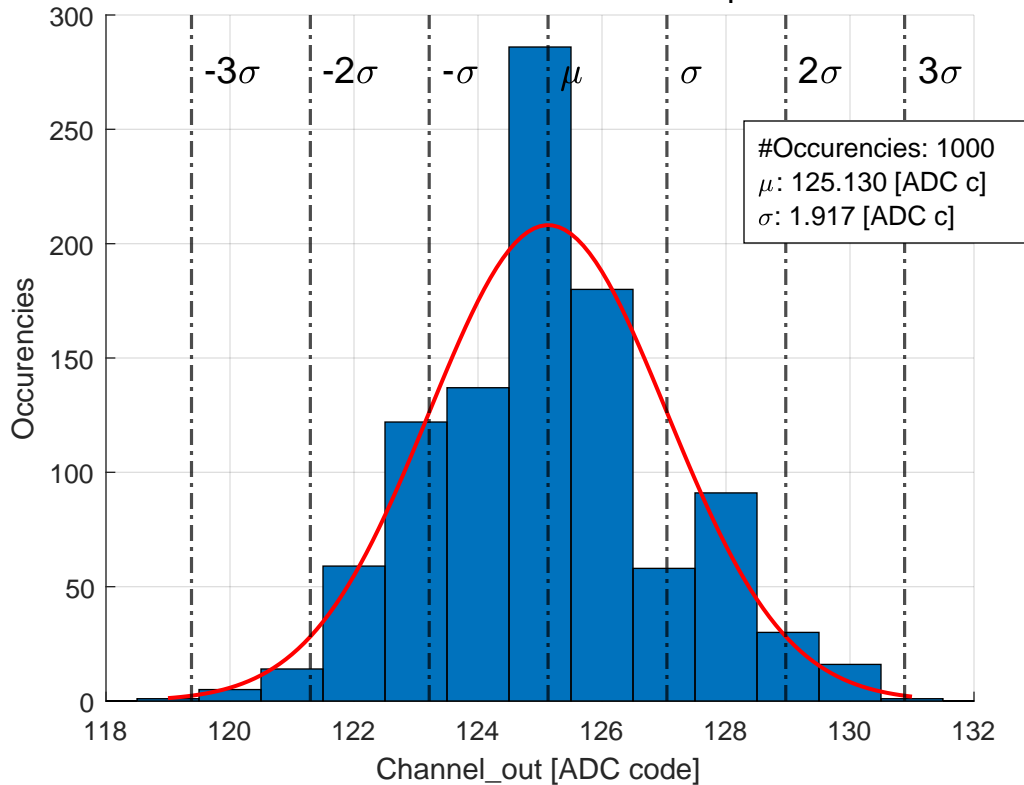 300
250
200
150
100
50
0
-3σ
-2σ
-σ
μ
σ
2σ
3σ
#Occurencies: 1000
μ: 125.130 [ADC c]
σ: 1.917 [ADC c]
Occurencies
118
120
122
124
126
128
130
132
Channel_out [ADC code]